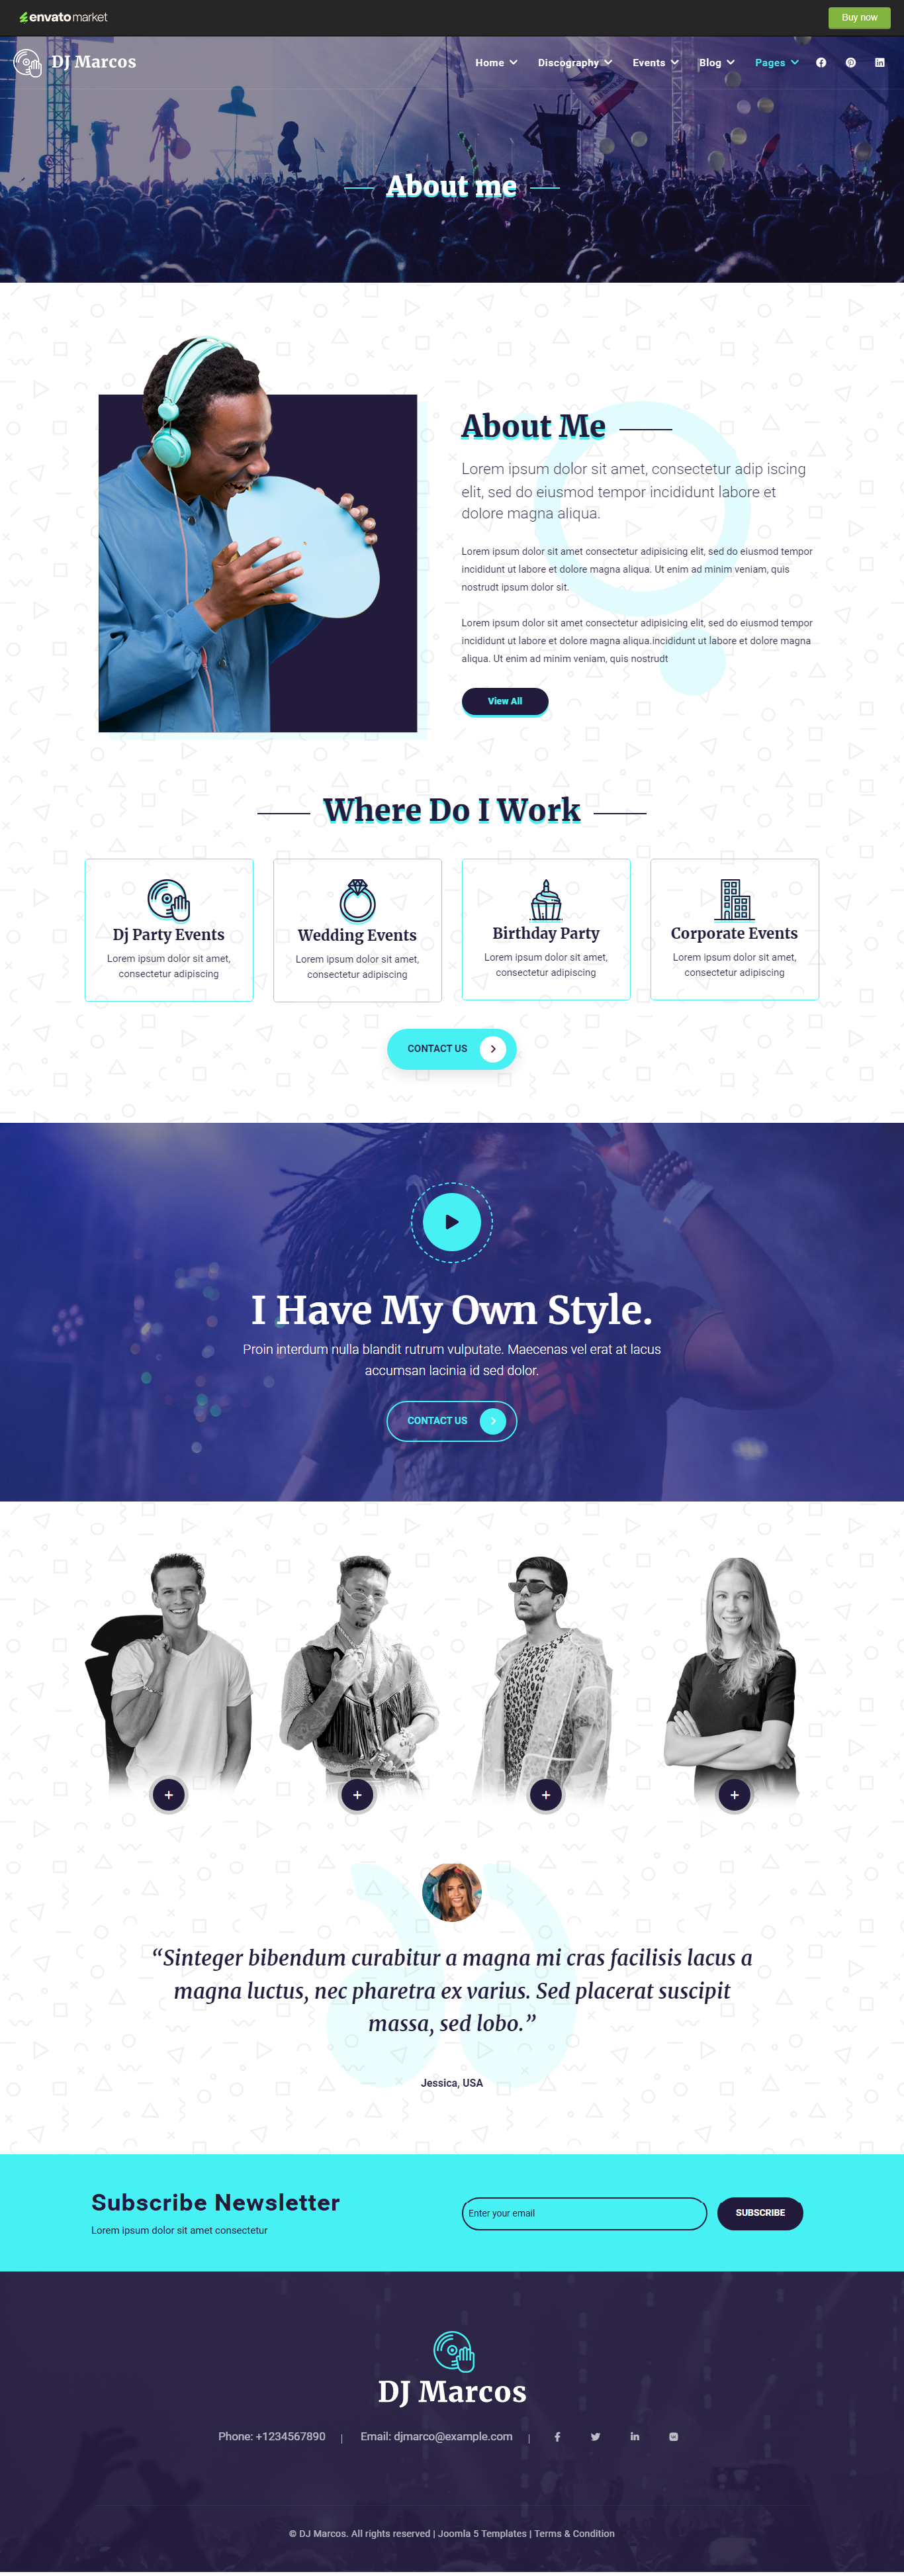 envato market
Buy now
DJ Marcos
Home
Discography
Events
Blog
Pages
About me
About Me
Lorem ipsum dolor sit amet, consectetur adip iscing
elit, sed do eiusmod tempor incididunt labore et
dolore magna aliqua.
Lorem ipsum dolor sit amet consectetur adipisicing elit, sed do eiusmod tempor
incididunt ut labore et dolore magna aliqua. Ut enim ad minim veniam, quis
nostrudt ipsum dolor sit.
Lorem ipsum dolor sit amet consectetur adipisicing elit, sed do eiusmod tempor
incididunt ut labore et dolore magna aliqua.incididunt ut labore et dolore magna
aliqua. Ut enim ad minim veniam, quis nostrudt
View All
Where Do I Work
Dj Party Events
Lorem ipsum dolor sit amet,
consectetur adipiscing
Wedding Events
Lorem ipsum dolor sit amet,
consectetur adipiscing
Birthday Party
Lorem ipsum dolor sit amet,
consectetur adipiscing
Corporate Events
Lorem ipsum dolor sit amet,
consectetur adipiscing
CONTACT US
I Have My Own Style.
Proin interdum nulla blandit rutrum vulputate. Maecenas vel erat at lacus
accumsan lacinia id sed dolor.
CONTACT US
“Sinteger bibendum curabitur a magna mi cras facilisis lacus a
magna luctus, nec pharetra ex varius. Sed placerat suscipit
massa, sed lobo.”
Jessica, USA
Subscribe Newsletter
Lorem ipsum dolor sit amet consectetur
Enter your email
SUBSCRIBE
DJ Marcos
Phone: +1234567890 | Email: djmarco@example.com |
© DJ Marcos. All rights reserved | Joomla 5 Templates | Terms & Condition